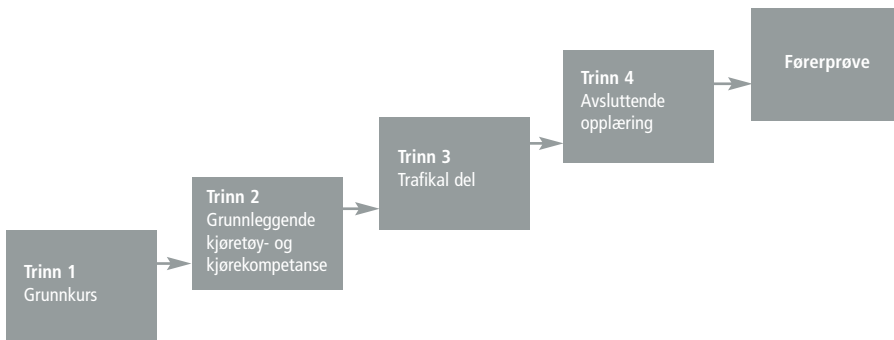 Trinn 1
Grunnkurs
Trinn 2
Grunnleggende
kjøretøy- og
kjørekompetanse
Trinn 3
Trafikal del
Trinn 4
Avsluttende
opplæring
Førerprøve